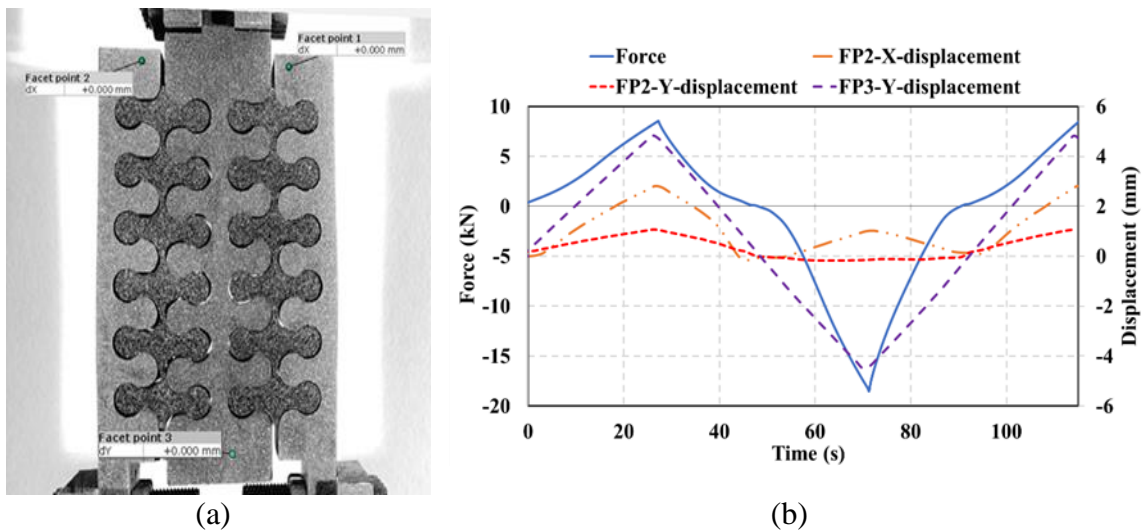 Facet point 1
dX +0.000 mm
Facet point 2
dX +0.000 mm
Facet point 3
dY +0.000 mm
(a)
Force
FP2-X-displacement
FP2-Y-displacement
FP3-Y-displacement
10
5
0
-5
-10
-15
-20
Force (kN)
6
4
2
0
-2
-4
-6
Displacement (mm)
0 20 40 60 80 100
Time (s)
(b)